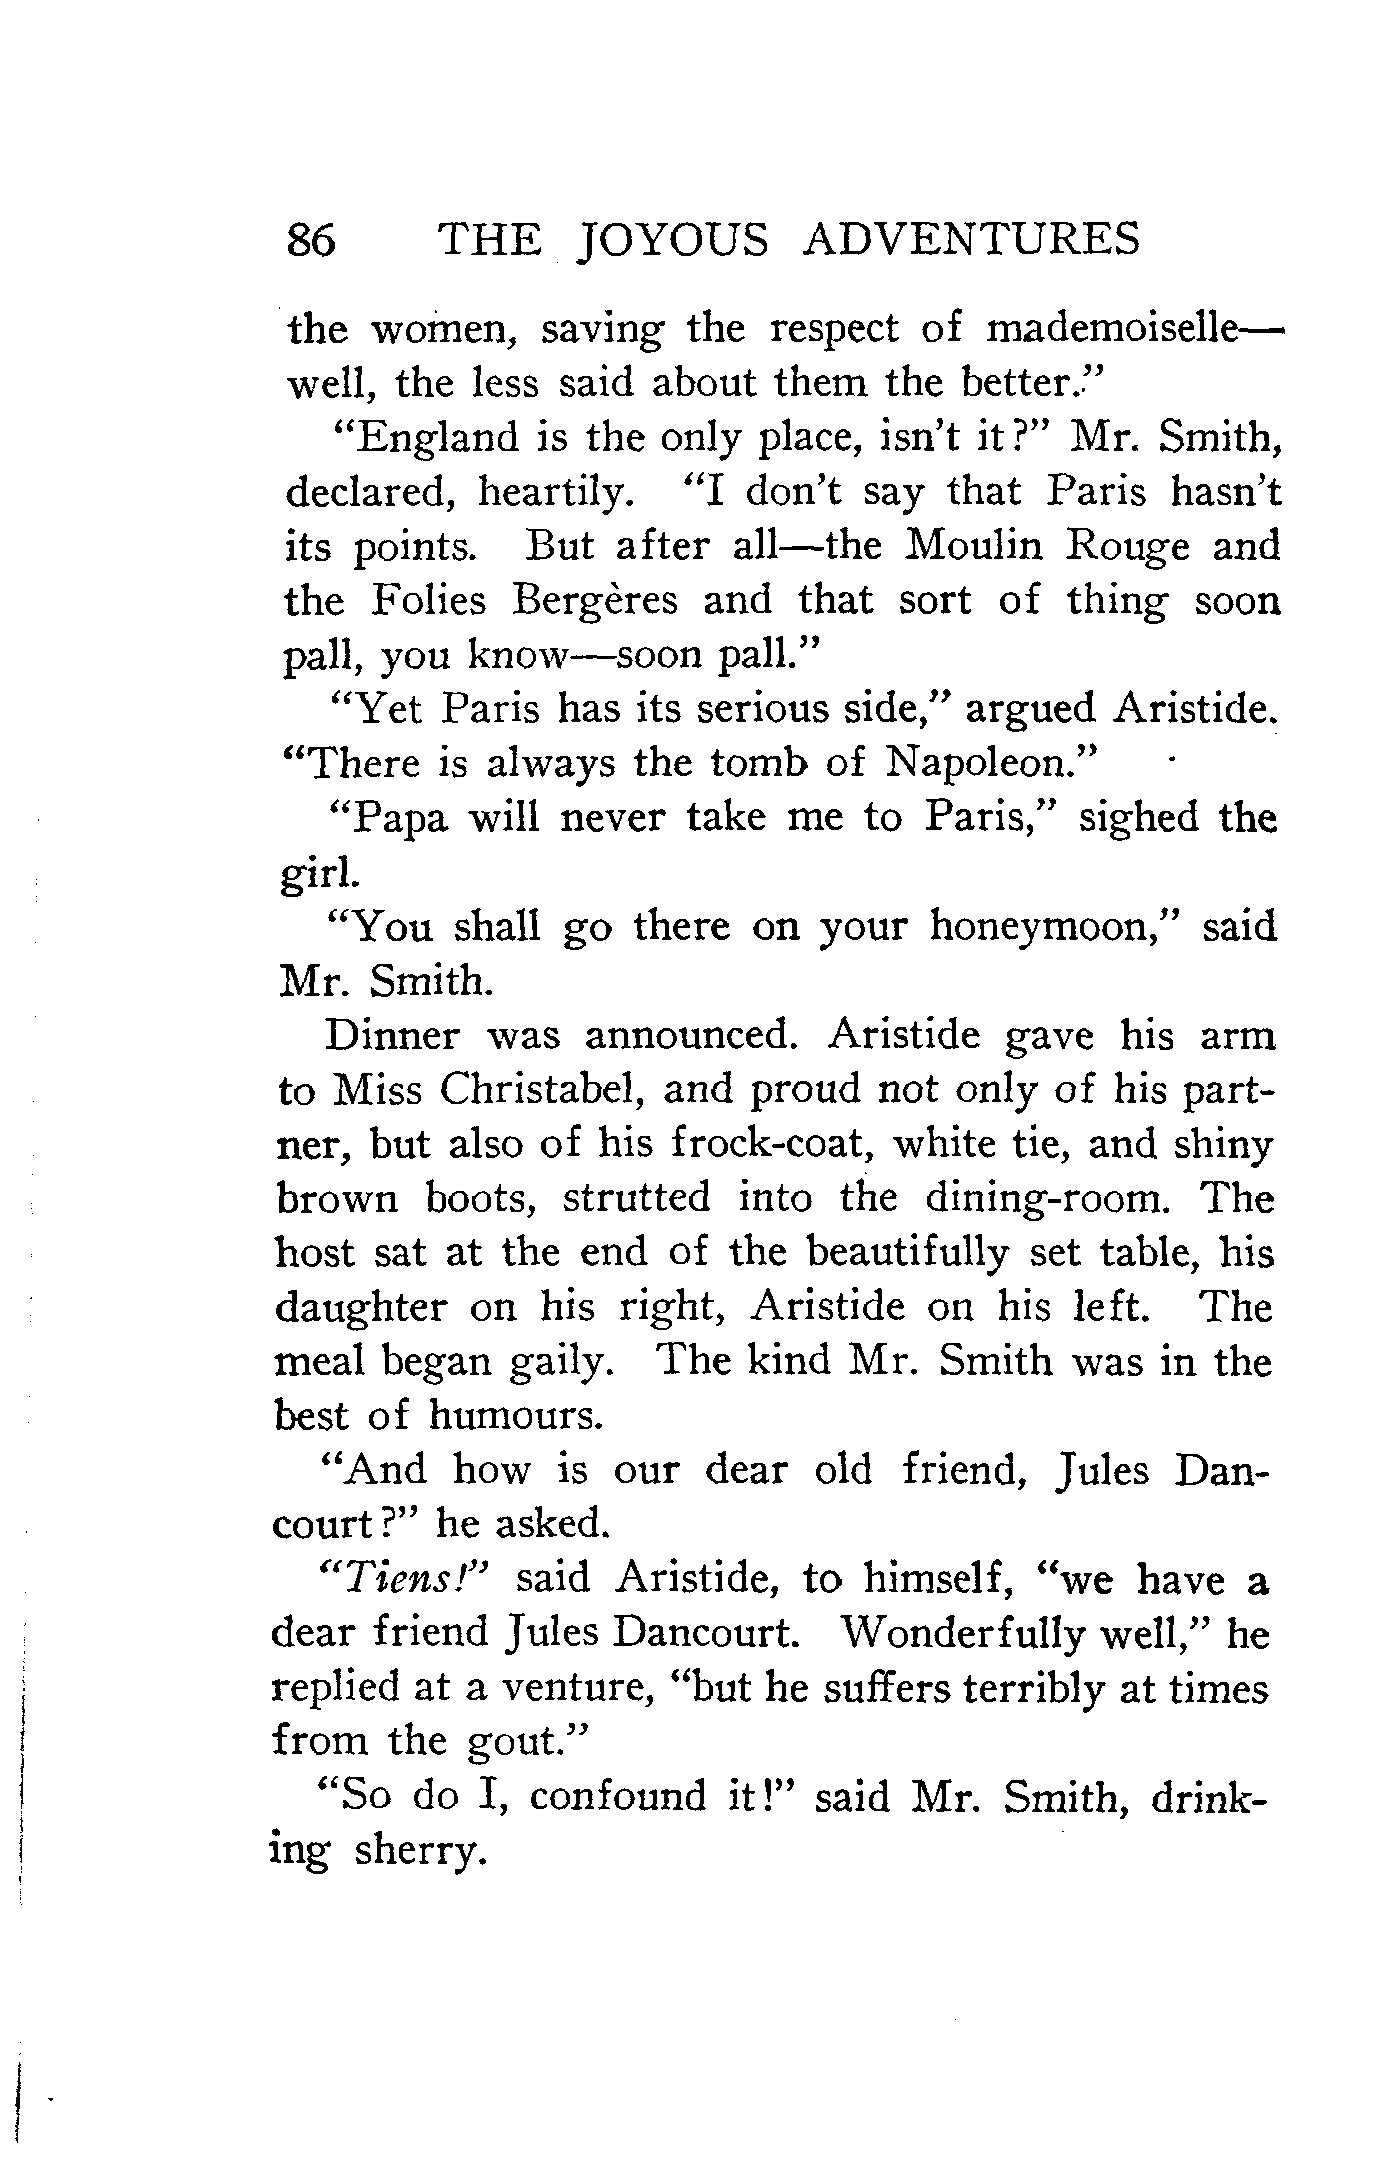 86 THE JOYOUS ADVENTURES
the women, saving the respect of mademoiselle—
well, the less said about them the better.”
“England is the only place, isn’t it?” Mr. Smith,
declared, heartily. “I don’t say that Paris hasn’t
its points. But after all—the Moulin Rouge and
the Folies Bergères and that sort of thing soon
pall, you know—soon pall.”
“Yet Paris has its serious side,” argued Aristide.
“There is always the tomb of Napoleon.”
“Papa will never take me to Paris,” sighed the
girl.
“You shall go there on your honeymoon,” said
Mr. Smith.
Dinner was announced. Aristide gave his arm
to Miss Christabel, and proud not only of his part-
ner, but also of his frock-coat, white tie, and shiny
brown boots, strutted into the dining-room. The
host sat at the end of the beautifully set table, his
daughter on his right, Aristide on his left. The
meal began gaily. The kind Mr. Smith was in the
best of humours.
“And how is our dear old friend, Jules Dan-
court?” he asked.
“Tiens!” said Aristide, to himself, “we have a
dear friend Jules Dancourt. Wonderfully well,” he
replied at a venture, “but he suffers terribly at times
from the gout.”
“So do I, confound it!” said Mr. Smith, drink-
ing sherry.